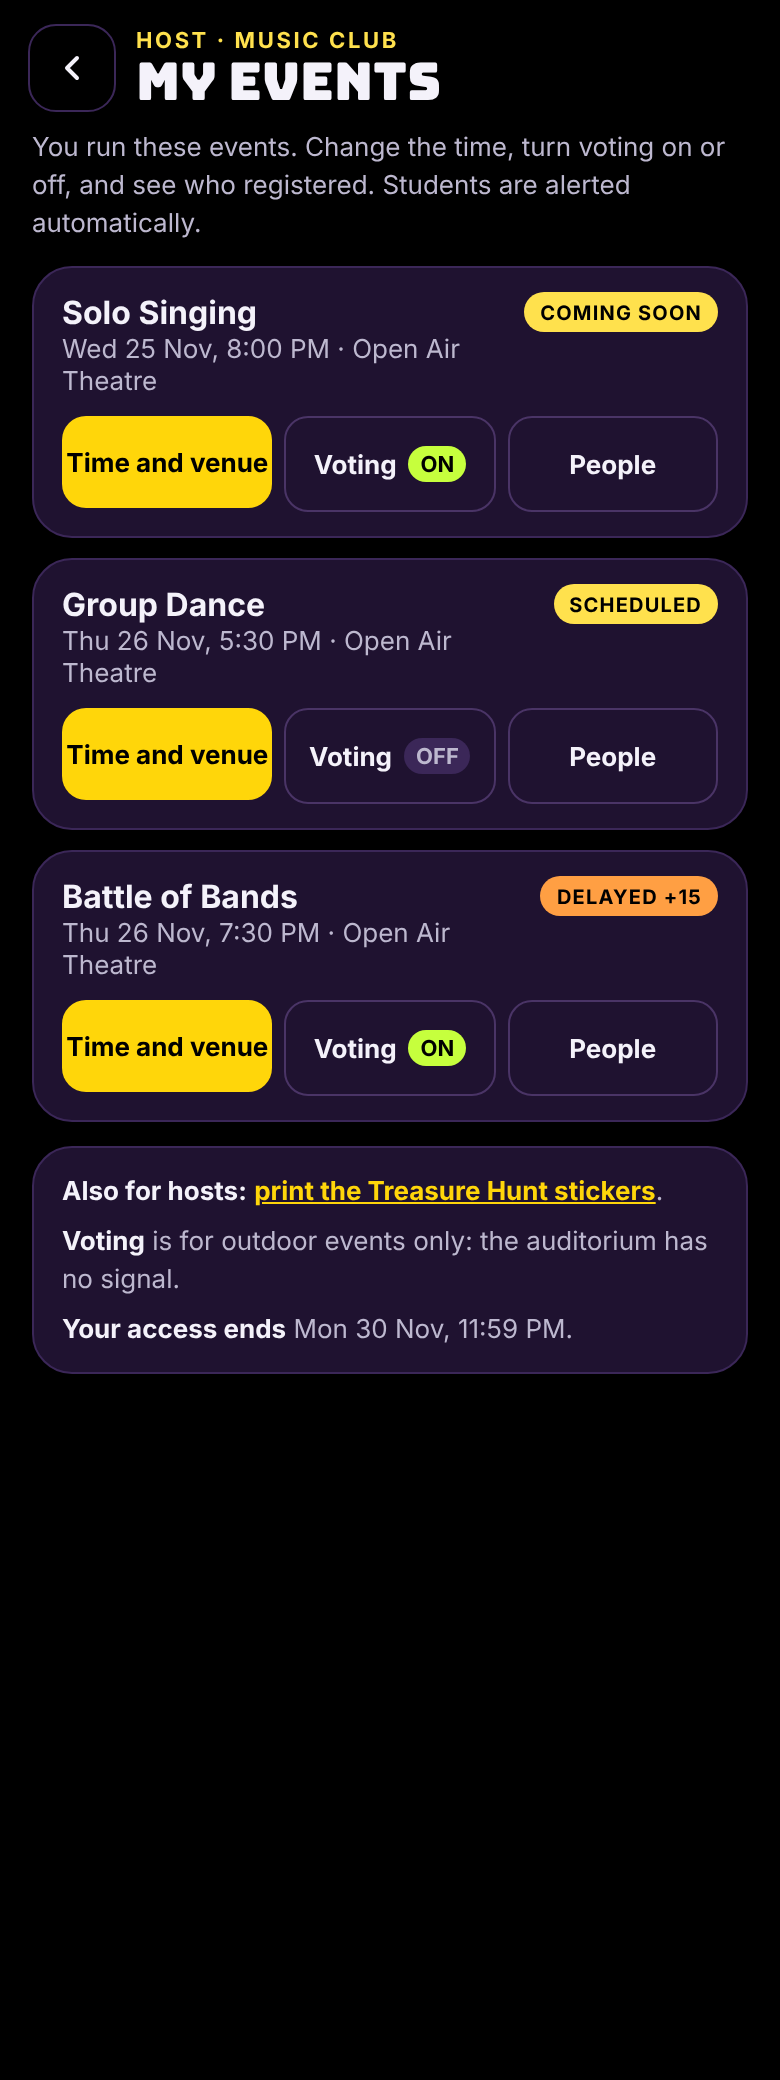 HOST · MUSIC CLUB
MY EVENTS
You run these events. Change the time, turn voting on or
off, and see who registered. Students are alerted
automatically.
Solo Singing
COMING SOON
Wed 25 Nov, 8:00 PM · Open Air
Theatre
Time and venue
Voting ON
People
Group Dance
SCHEDULED
Thu 26 Nov, 5:30 PM · Open Air
Theatre
Time and venue
Voting OFF
People
Battle of Bands
DELAYED +15
Thu 26 Nov, 7:30 PM · Open Air
Theatre
Time and venue
Voting ON
People
Also for hosts: print the Treasure Hunt stickers.
Voting is for outdoor events only: the auditorium has
no signal.
Your access ends Mon 30 Nov, 11:59 PM.